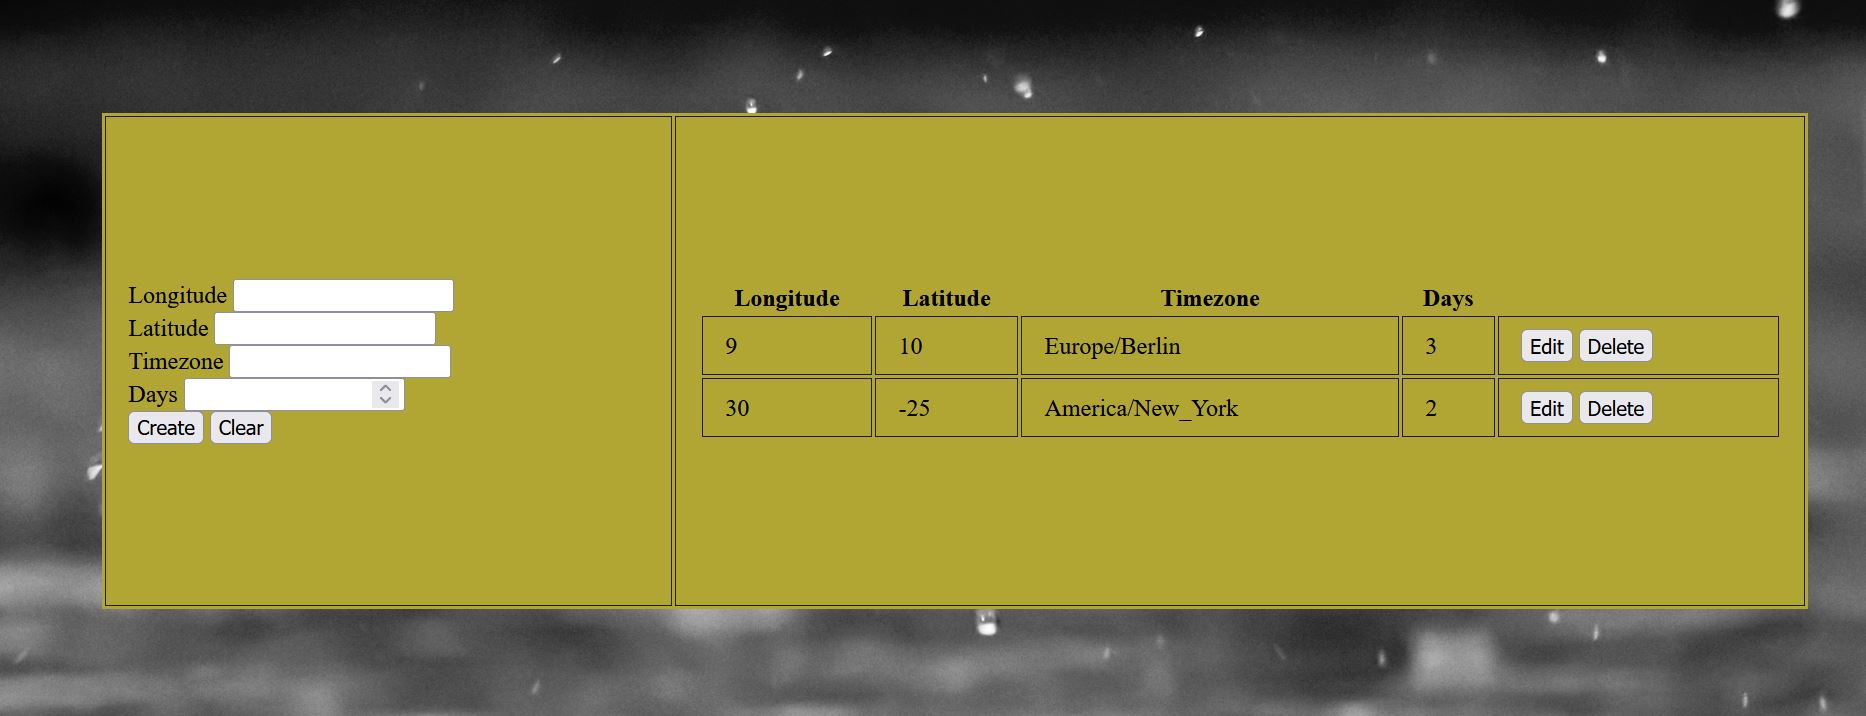 Longitude
Latitude
Timezone
Days
Create Clear
Longitude Latitude Timezone Days
9 10 Europe/Berlin 3 Edit Delete
30 -25 America/New_York 2 Edit Delete